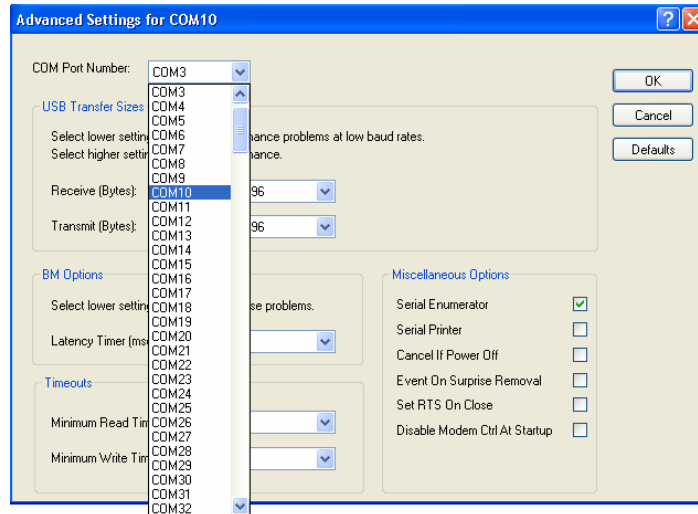 Advanced Settings for COM10
COM Port Number: COM3
COM3
COM4
COM5
COM6
COM7
COM8
COM9
COM10
COM11
COM12
COM13
COM14
COM15
COM16
COM17
COM18
COM19
COM20
COM21
COM22
COM23
COM24
COM25
COM26
COM27
COM28
COM29
COM30
COM31
COM32
OK
Cancel
Defaults
USB Transfer Sizes
Select lower settin ance problems at low baud rates.
Select higher settin ance.
Receive (Bytes): 96
Transmit (Bytes): 96
BM Options
Select lower setting se problems.
Latency Timer (mse
Timeouts
Minimum Read Tim
Minimum Write Tim
Miscellaneous Options
Serial Enumerator
Serial Printer
Cancel If Power Off
Event On Surprise Removal
Set RTS On Close
Disable Modem Ctrl At Startup